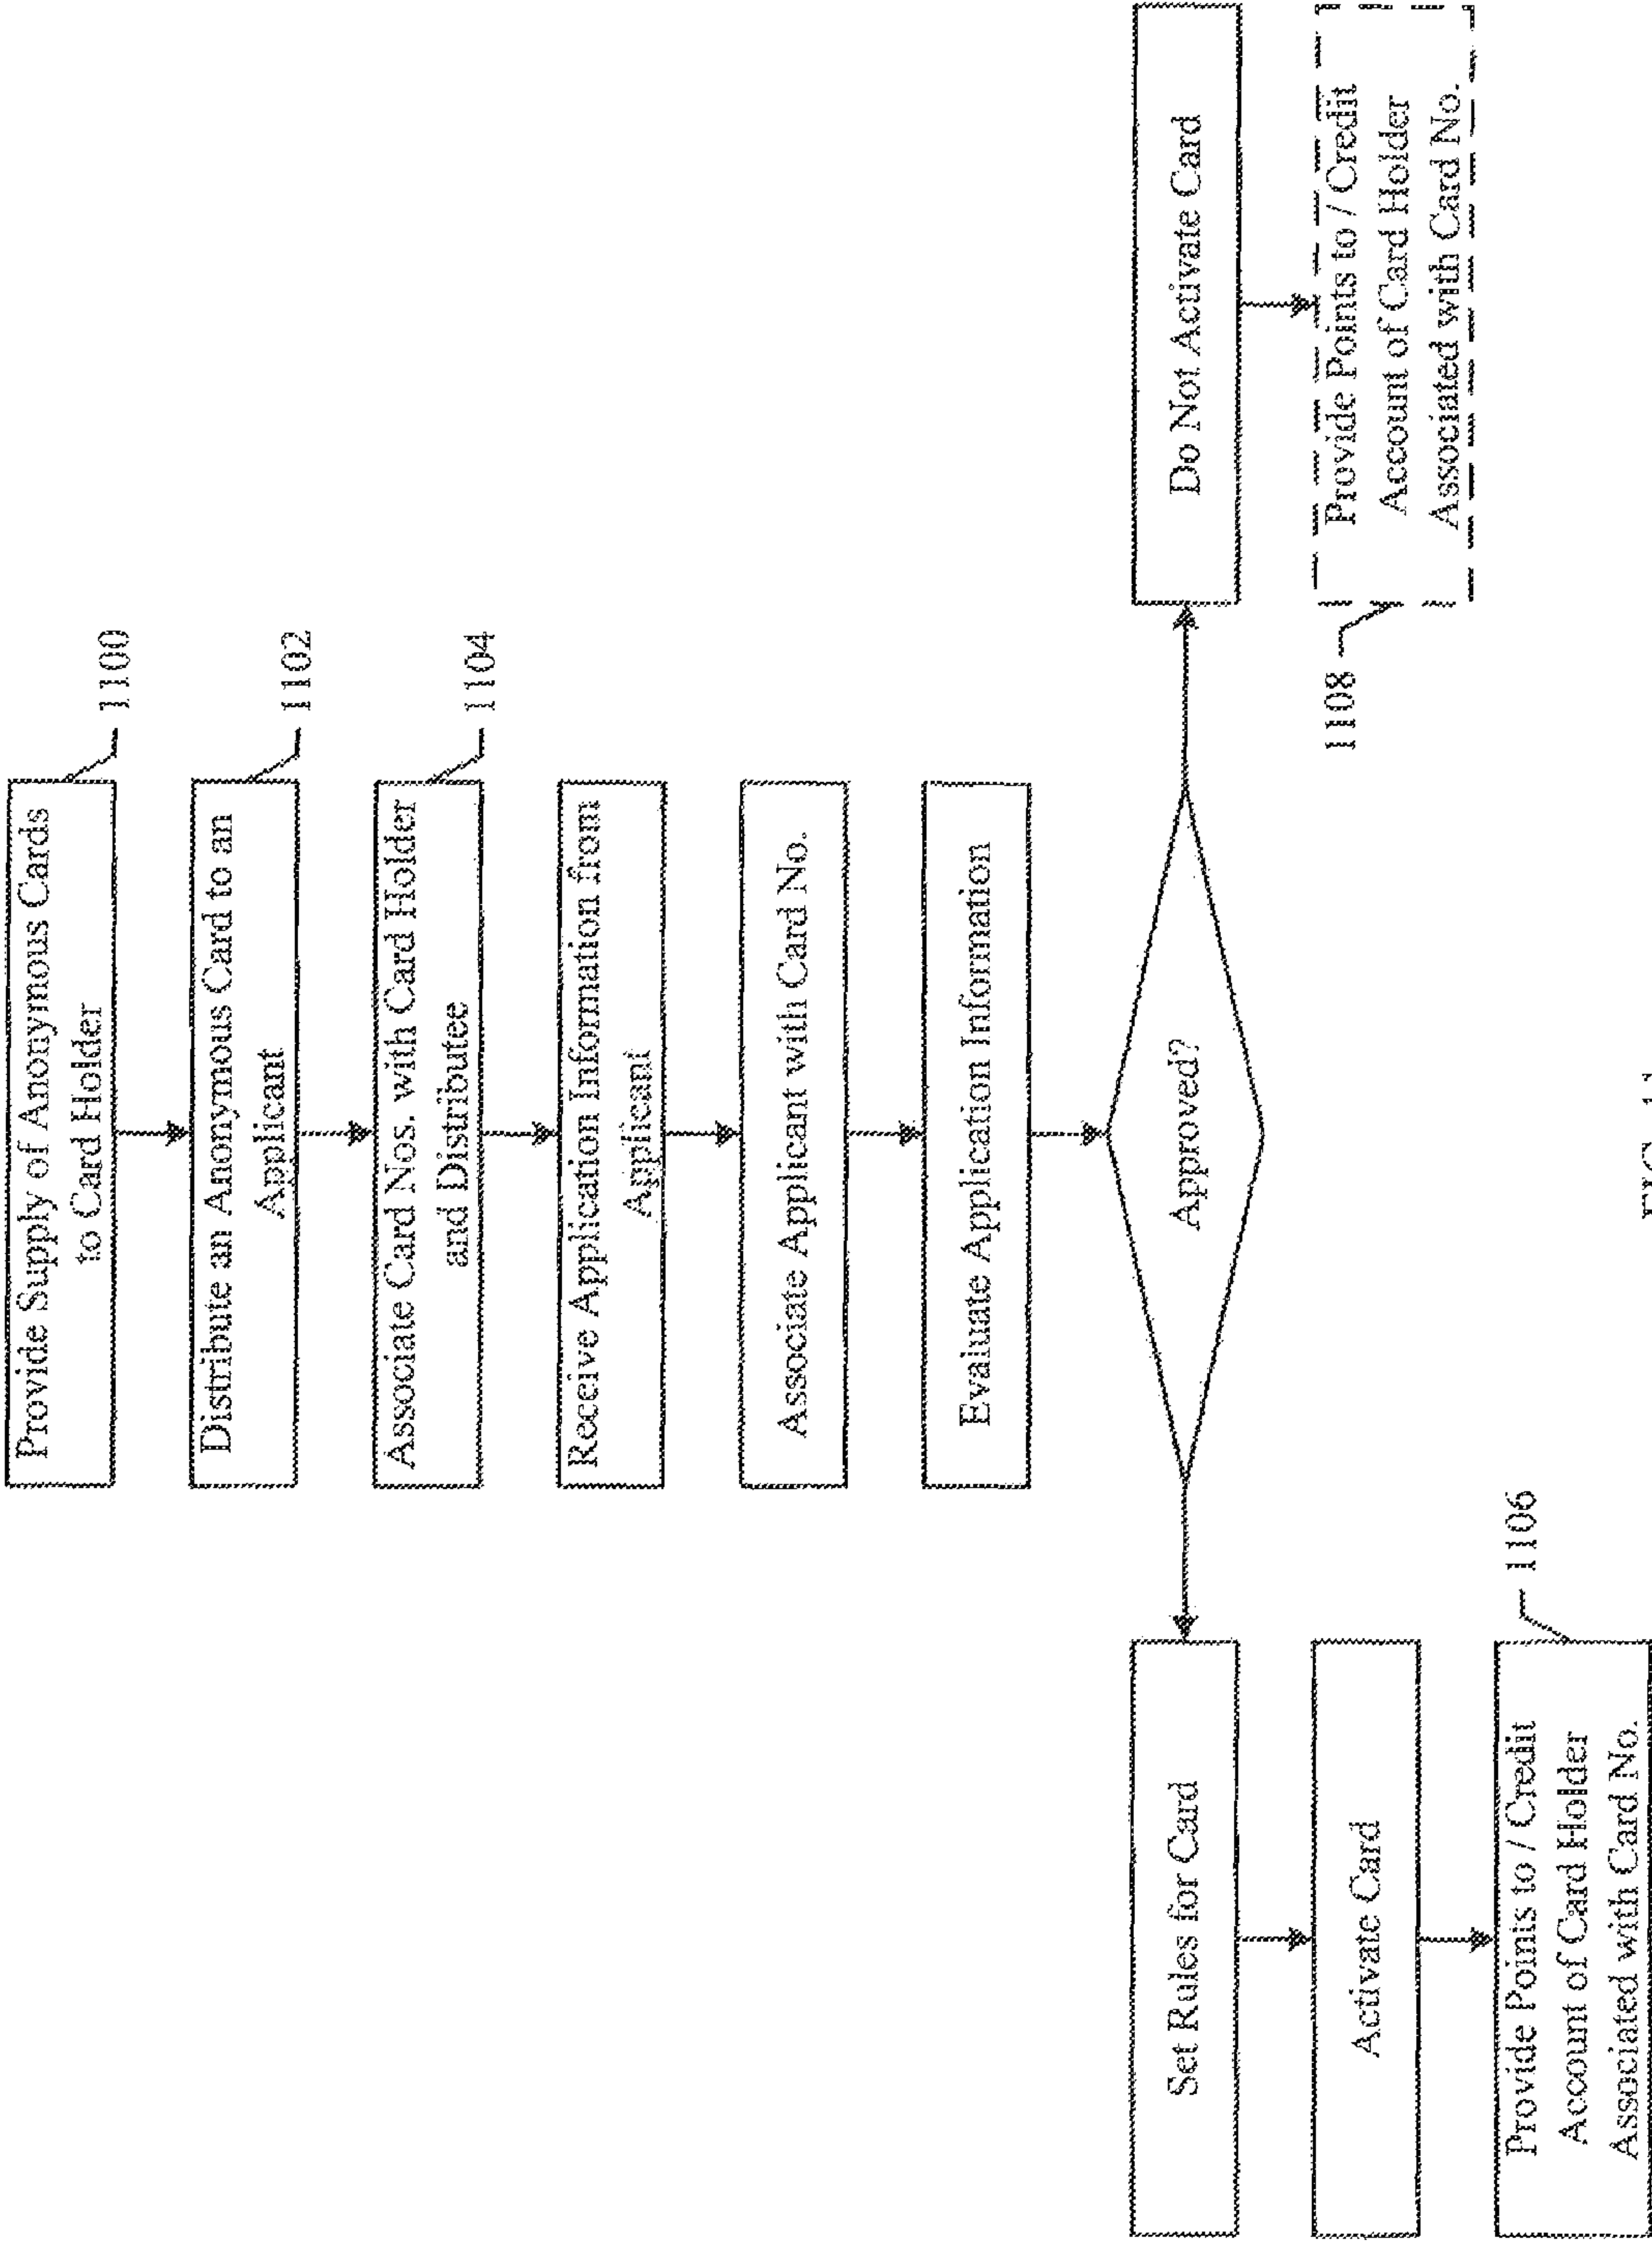 Provide Supply of Anonymous Cards
to Card Holder
1100
Distribute an Anonymous Card to an
Applicant
1102
Associate Card Nos. with Card Holder
and Distributee
1104
Receive Application Information from
Applicant
Associate Applicant with Card No.
Evaluate Application Information
Approved?
Set Rules for Card
Activate Card
Provide Points to / Credit
Account of Card Holder
Associated with Card No.
1106
Do Not Activate Card
Provide Points to / Credit
Account of Card Holder
Associated with Card No.
1108